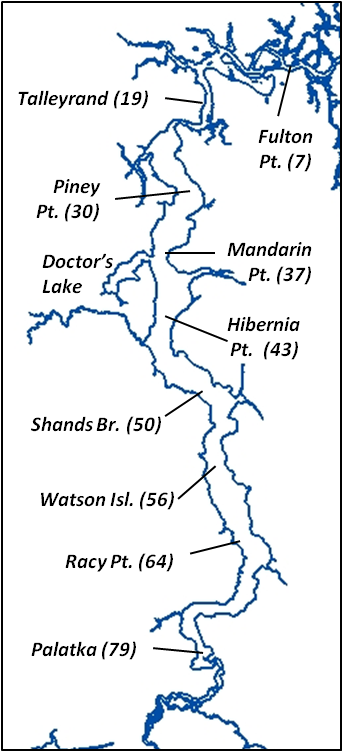 Talleyrand (19)
Fulton
Pt. (7)
Piney
Pt. (30)
Mandarin
Pt. (37)
Doctor's
Lake
Hibernia
Pt. (43)
Shands Br. (50)
Watson Isl. (56)
Racy Pt. (64)
Palatka (79)